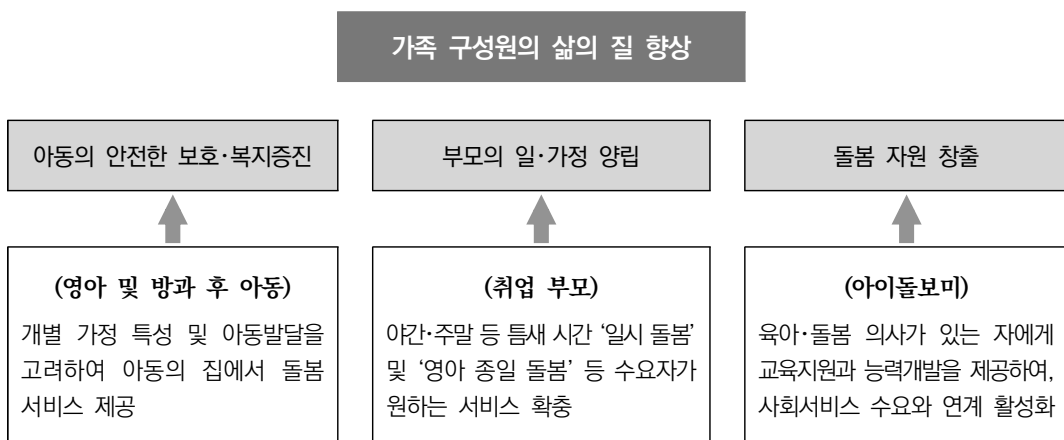 가족 구성원의 삶의 질 향상
아동의 안전한 보호·복지증진
부모의 일·가정 양립
돌봄 자원 창출
(영아 및 방과 후 아동)
개별 가정 특성 및 아동발달을
고려하여 아동의 집에서 돌봄
서비스 제공
(취업 부모)
야간·주말 등 틈새 시간 ‘일시 돌봄’
및 ‘영아 종일 돌봄’ 등 수요자가
원하는 서비스 확충
(아이돌보미)
육아·돌봄 의사가 있는 자에게
교육지원과 능력개발을 제공하여,
사회서비스 수요와 연계 활성화